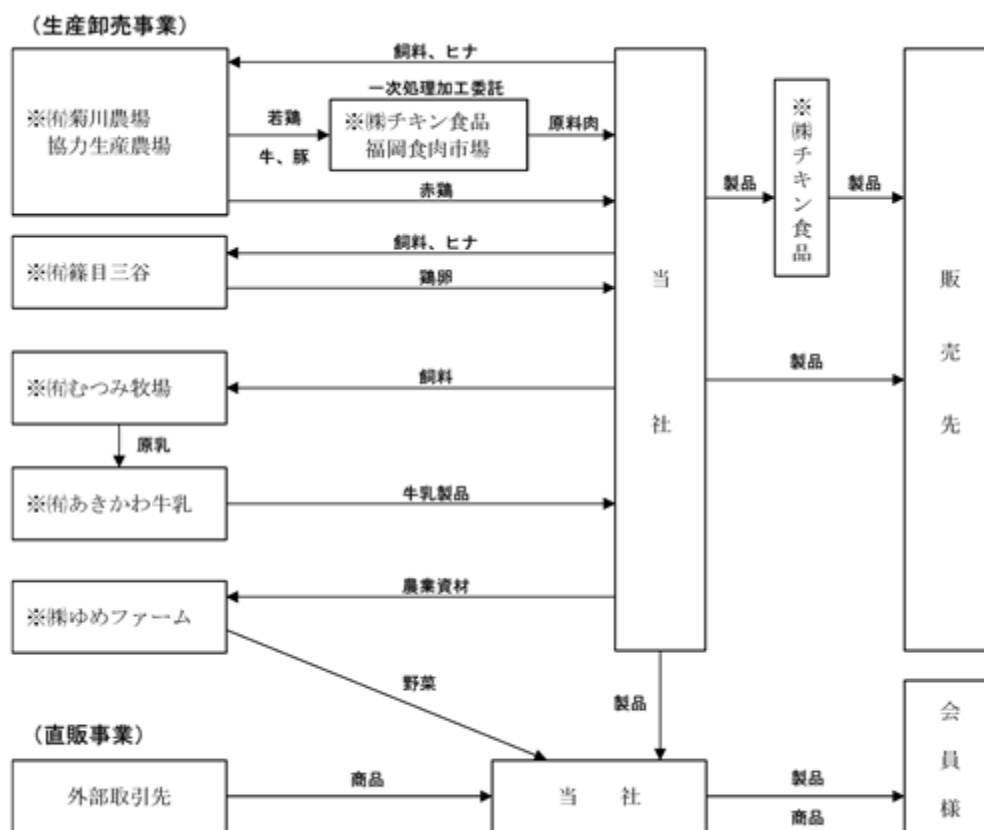 （生産卸売事業）
飼料、ヒナ
一次処理加工委託
※㈲菊川農場
協力生産農場
若鶏
牛、豚
※㈱チキン食品
福岡食肉市場
原料肉
赤鶏
※㈲篠目三谷
飼料、ヒナ
鶏卵
※㈲むつみ牧場
飼料
原乳
※㈲あきかわ牛乳
牛乳製品
※㈱ゆめファーム
農業資材
野菜
当社
製品
※㈱チキン食品
製品
製品
販売先
製品
（直販事業）
外部取引先
商品
当　社
製品
商品
会員様